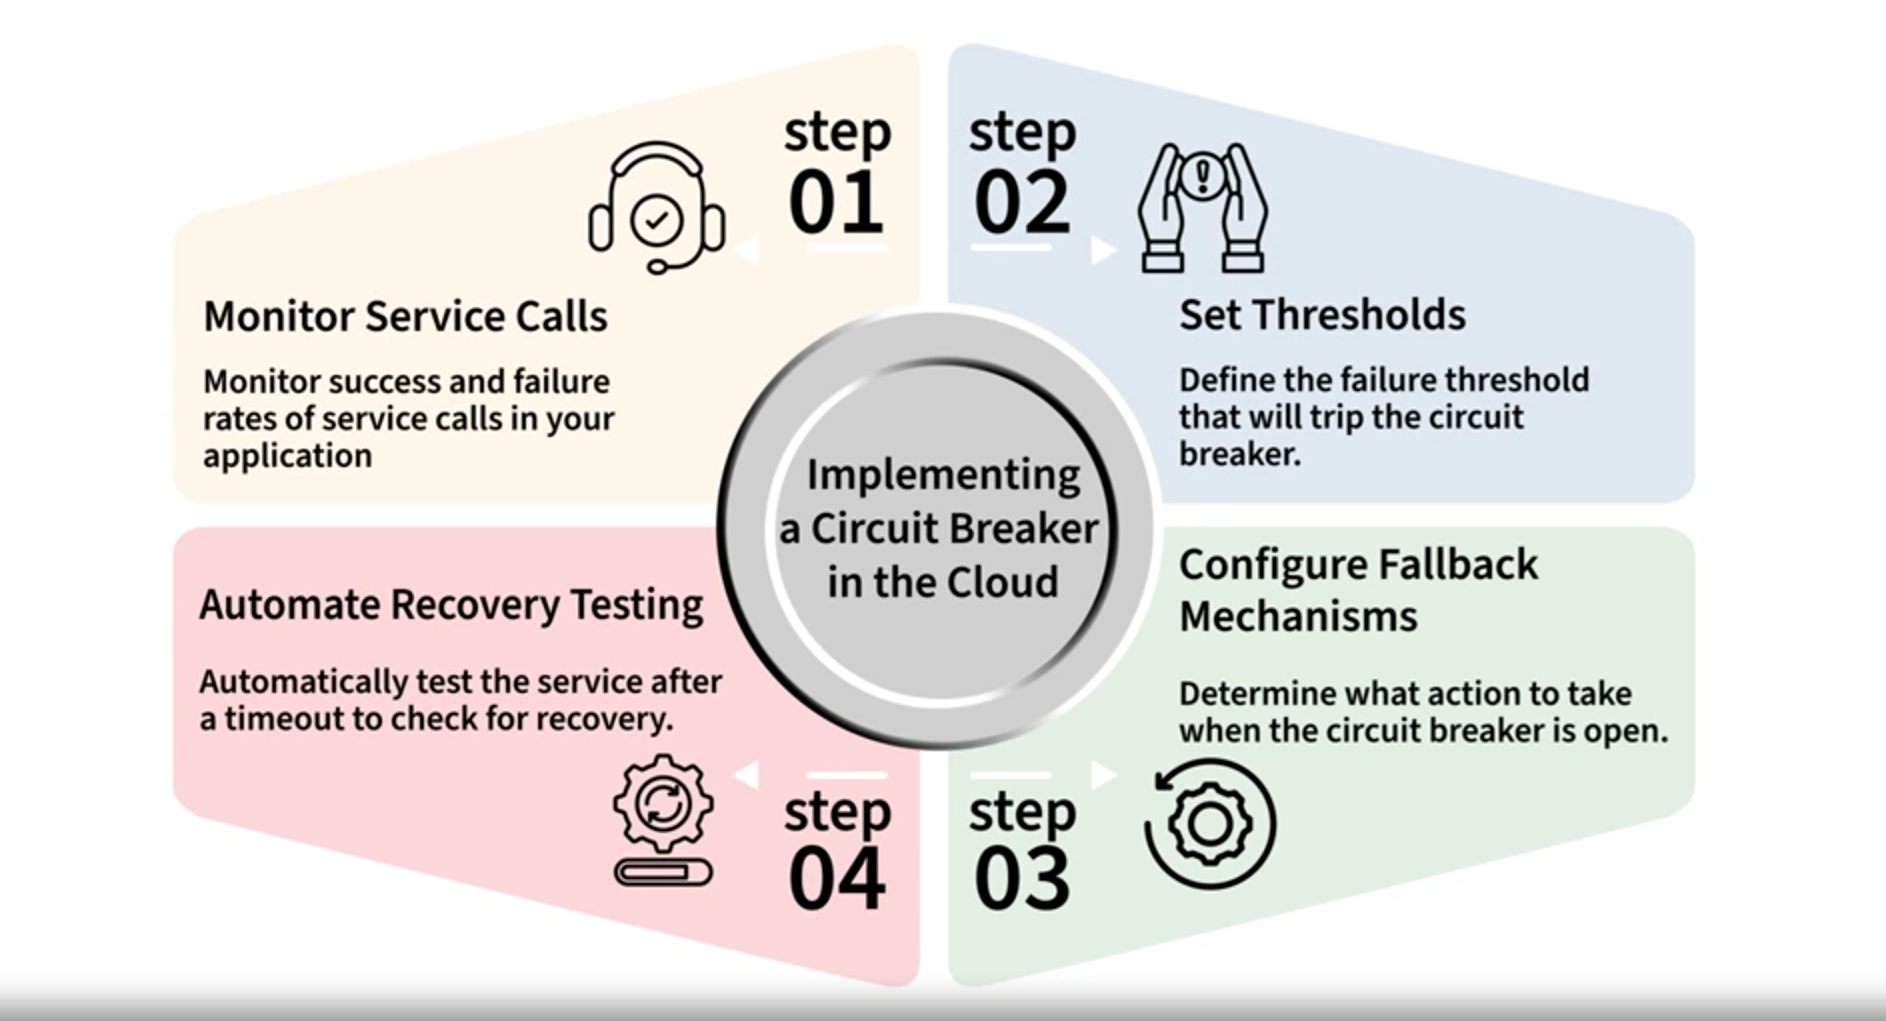 step
01
Monitor Service Calls
Monitor success and failure
rates of service calls in your
application
step
02
Set Thresholds
Define the failure threshold
that will trip the circuit
breaker.
Implementing
a Circuit Breaker
in the Cloud
Configure Fallback
Mechanisms
Determine what action to take
when the circuit breaker is open.
step
03
Automate Recovery Testing
Automatically test the service after
a timeout to check for recovery.
step
04